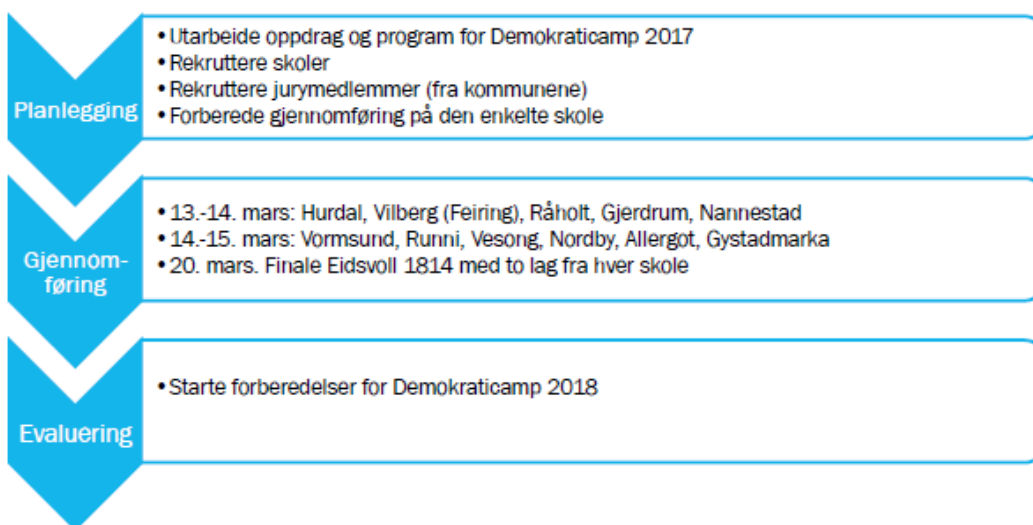 Planlegging
• Utarbeide oppdrag og program for Demokraticamp 2017
• Rekruttere skoler
• Rekruttere jurymedlemmer (fra kommunene)
• Forberede gjennomføring på den enkelte skole
Gjennom-
føring
• 13.-14. mars: Hurdal, Vilberg (Feiring), Råholt, Gjerdrum, Nannestad
• 14.-15. mars: Vormsund, Runni, Vesong, Nordby, Allergot, Gystadmarka
• 20. mars. Finale Eidsvoll 1814 med to lag fra hver skole
Evaluering
• Starte forberedelser for Demokraticamp 2018